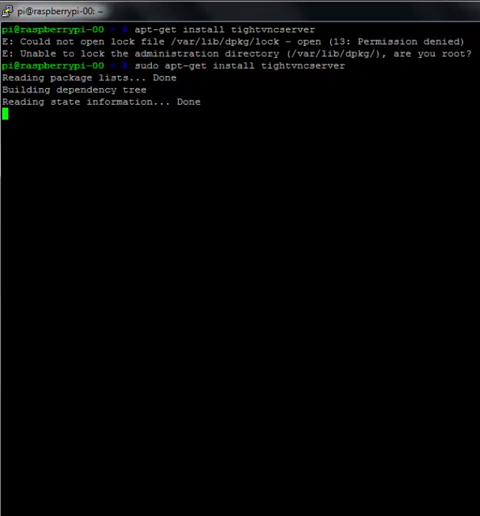 pi@raspberrypi-00: ~
pi@raspberrypi-00 ~ $ apt-get install tightvncserver
E: Could not open lock file /var/lib/dpkg/lock - open (13: Permission denied)
E: Unable to lock the administration directory (/var/lib/dpkg/), are you root?
pi@raspberrypi-00 ~ $ sudo apt-get install tightvncserver
Reading package lists... Done
Building dependency tree
Reading state information... Done